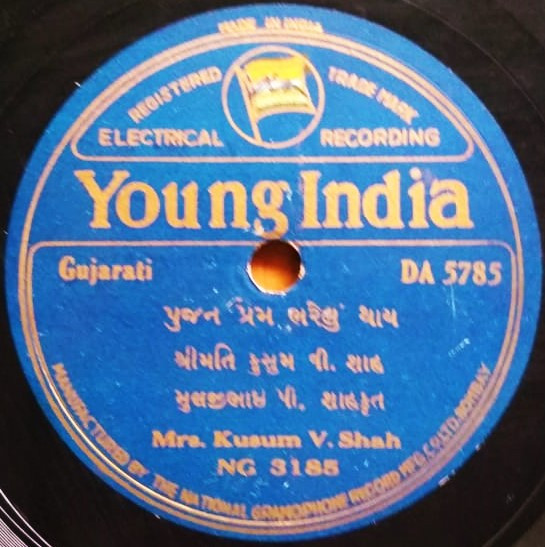 MADE IN INDIA
REGISTERED TRADE MARK
ELECTRICAL RECORDING
Young India
Gujarati DA 5785
પુજન પ્રેમ ભરેલું થાય
શ્રીમતિ કુસુમ વી. શાહ
મુલજીભાઇ પી. શાહકૃત
Mrs. Kusum V. Shah
NG 3185
MANUFACTURED BY THE NATIONAL GRAMOPHONE RECORD MFG. CO. LTD. BOMBAY